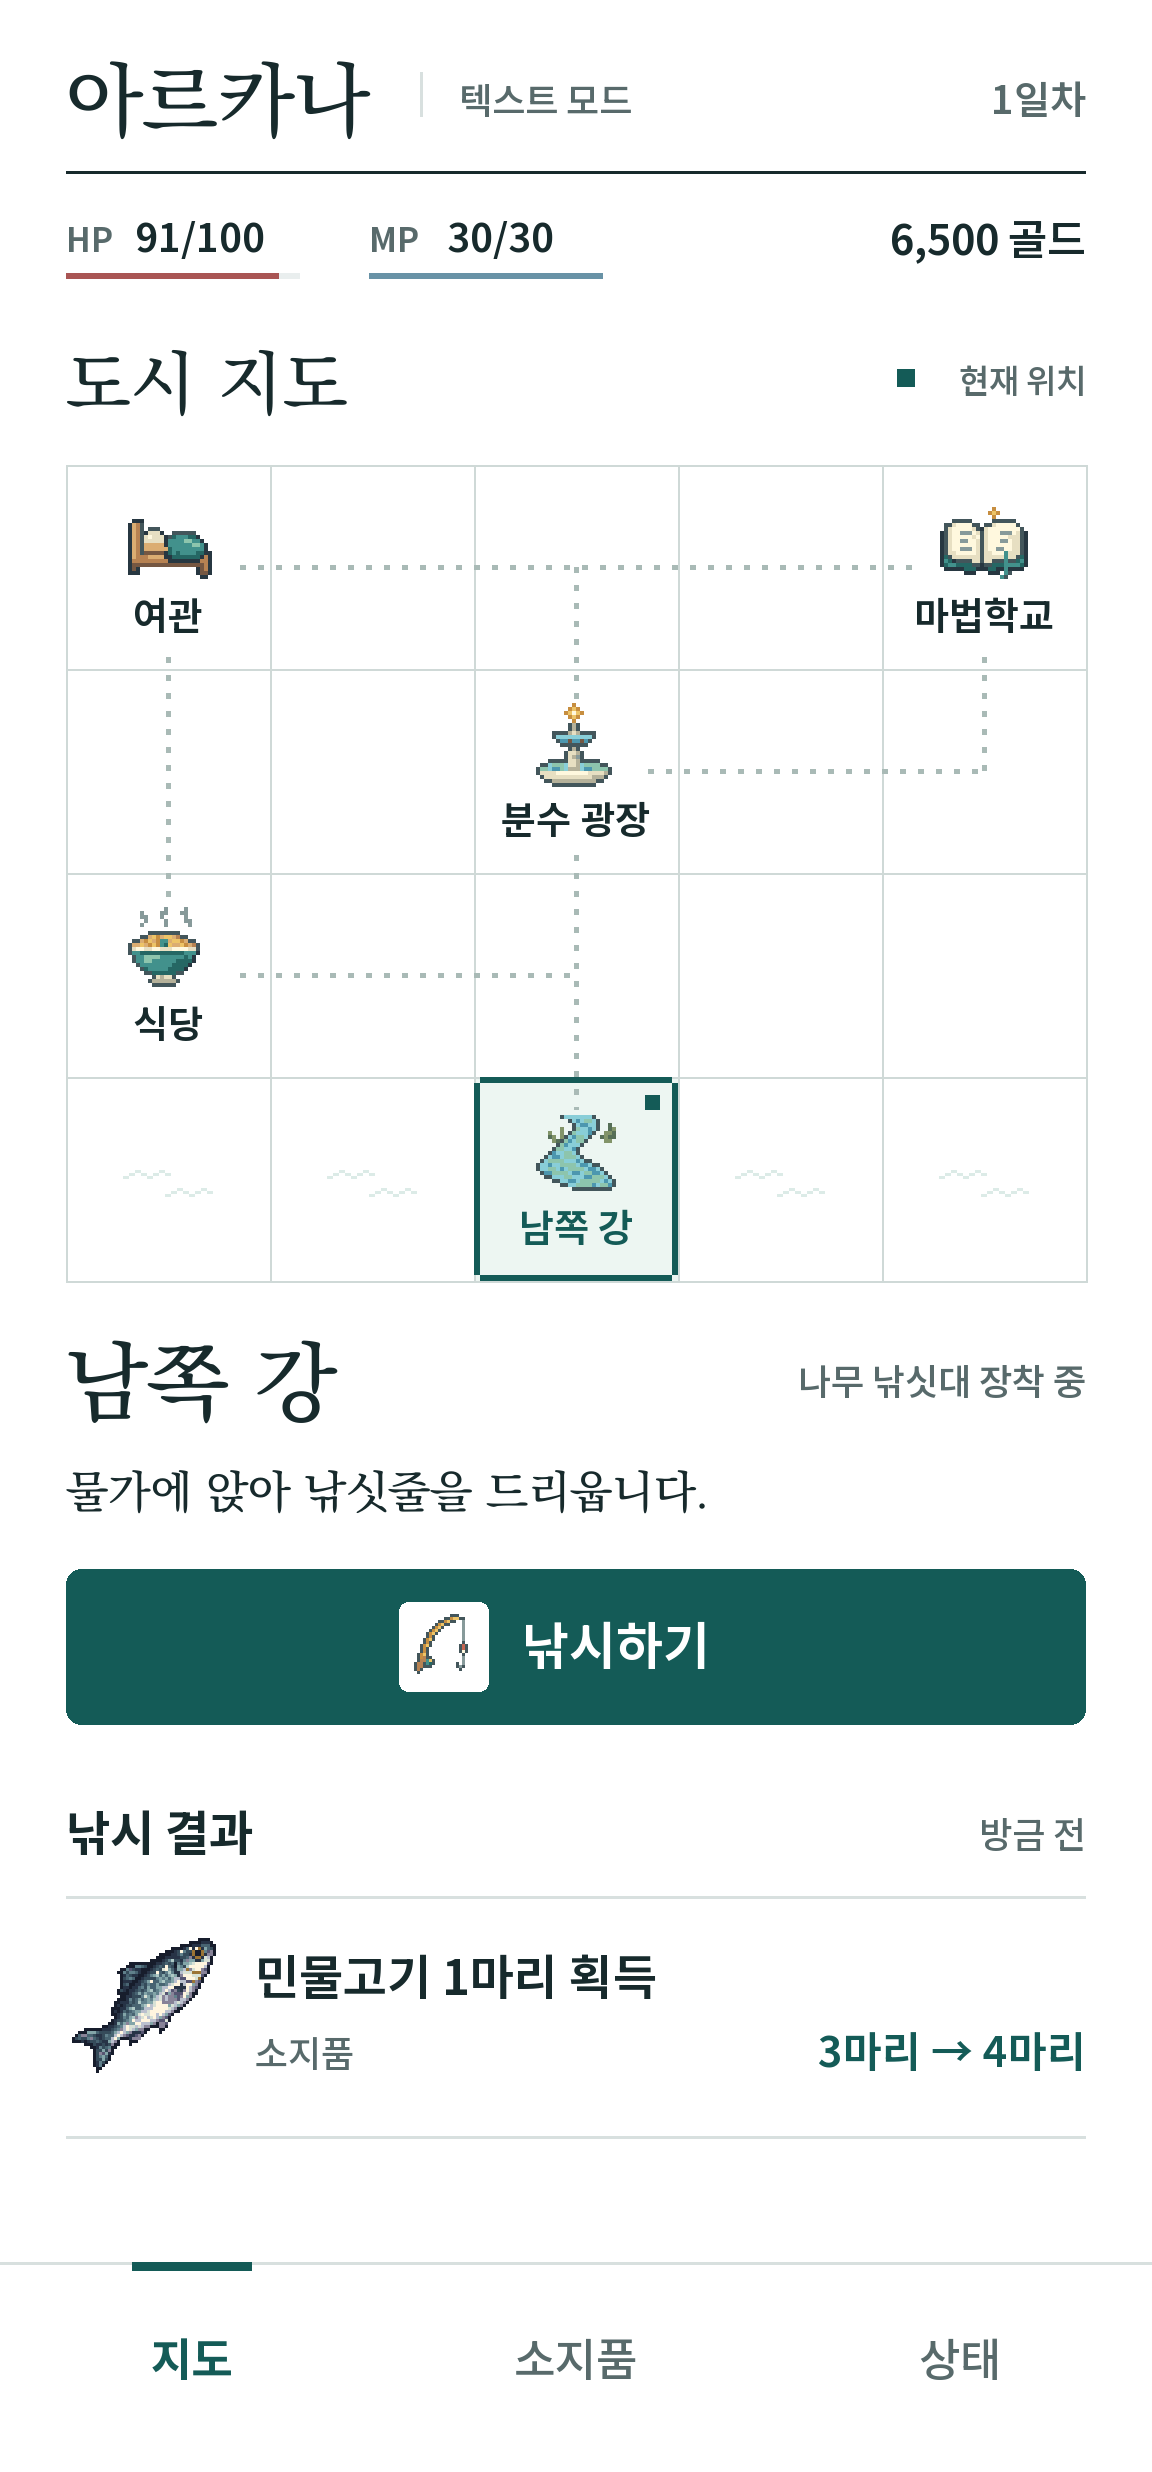 아르카나 텍스트 모드 1일차
HP 91/100 MP 30/30 6,500 골드
도시 지도 현재 위치
여관 마법학교
분수 광장
식당
남쪽 강
남쪽 강 나무 낚싯대 장착 중
물가에 앉아 낚싯줄을 드리웁니다.
낚시하기
낚시 결과 방금 전
민물고기 1마리 획득
소지품 3마리 → 4마리
지도 소지품 상태